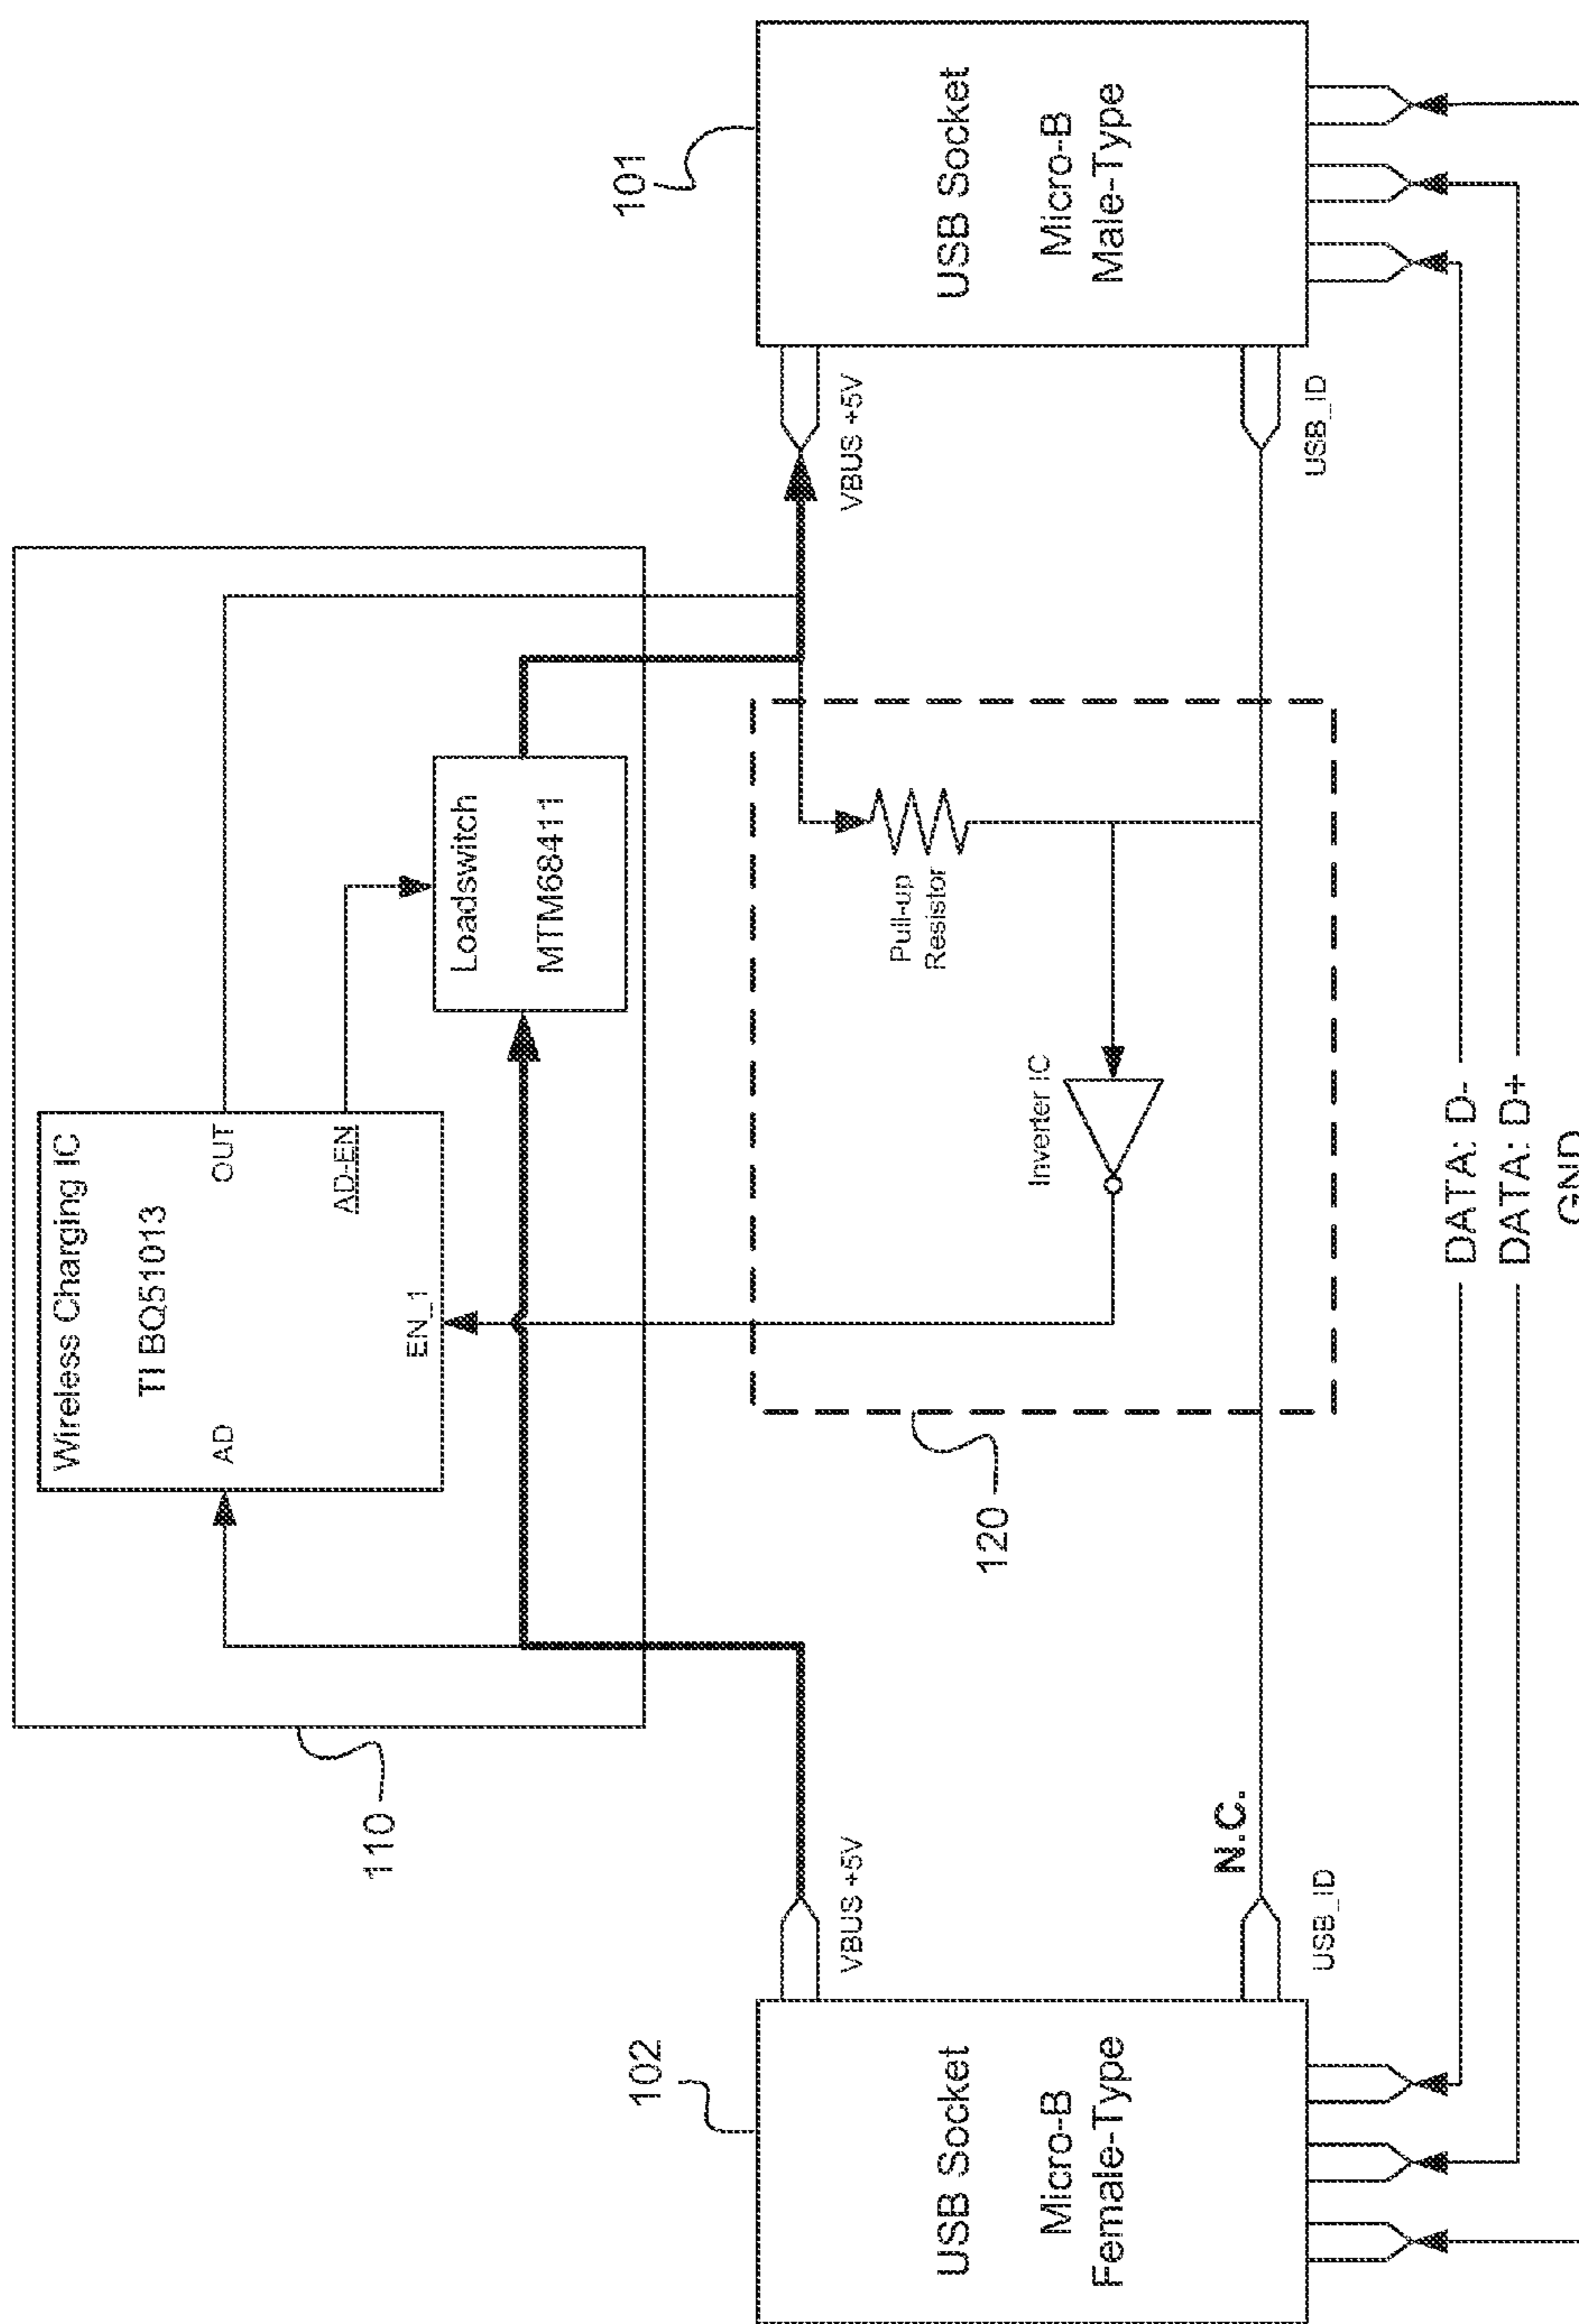 110
Wireless Charging IC
TI BQ51013
AD
OUT
AD-EN
EN_1
Loadswitch
MTM68411
102
USB Socket
Micro-B
Female-Type
VBUS +5V
N.C.
USB_ID
120
Inverter IC
Pull-up
Resistor
101
USB Socket
Micro-B
Male-Type
VBUS +5V
USB_ID
DATA: D-
DATA: D+
GND